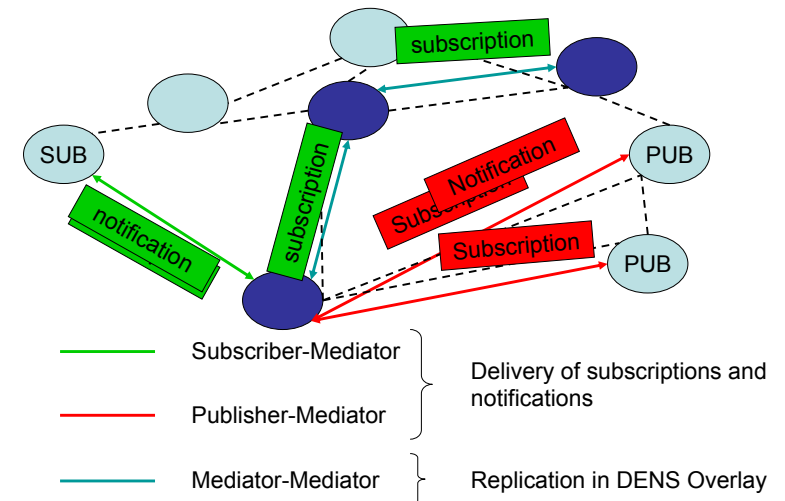 subscription
SUB
PUB
Notification
Subscription
subscription
notification
Subscription
PUB
Subscriber-Mediator
Delivery of subscriptions and
notifications
Publisher-Mediator
Mediator-Mediator
Replication in DENS Overlay